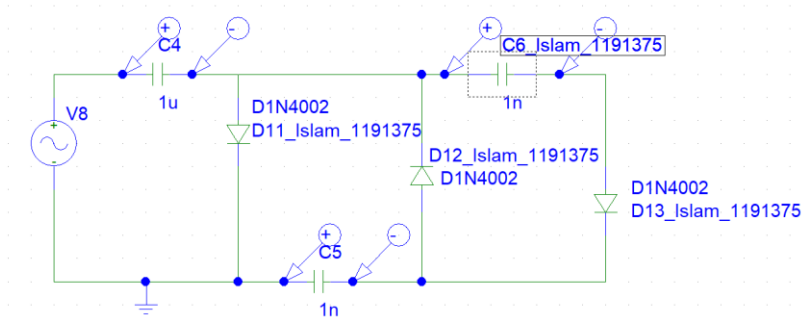 C4
C6_Islam_1191375
1u
1n
V8
D1N4002
D11_Islam_1191375
D12_Islam_1191375
D1N4002
D1N4002
D13_Islam_1191375
C5
1n